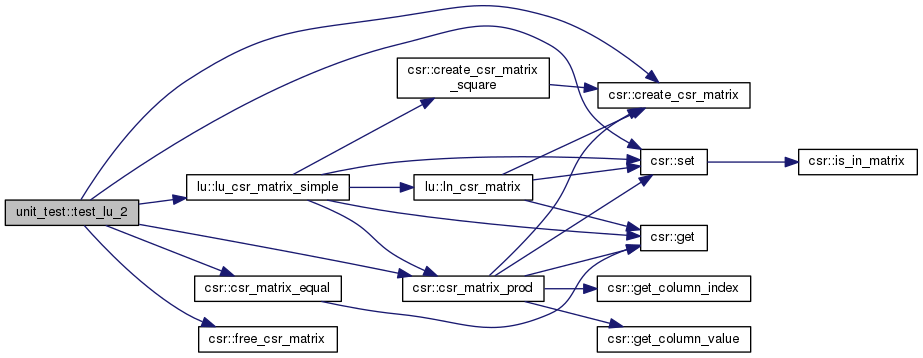 unit_test::test_lu_2
lu::lu_csr_matrix_simple
csr::csr_matrix_equal
csr::free_csr_matrix
csr::create_csr_matrix
_square
lu::ln_csr_matrix
csr::csr_matrix_prod
csr::create_csr_matrix
csr::set
csr::get
csr::get_column_index
csr::get_column_value
csr::is_in_matrix